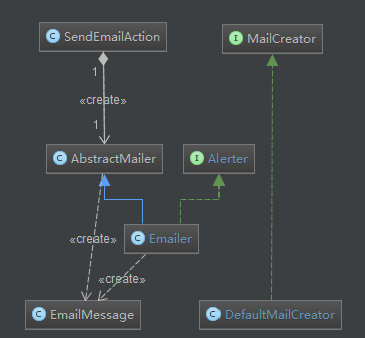 C SendEmailAction
I MailCreator
1
«create»
1
C AbstractMailer
I Alerter
C Emailer
«create»
«create»
C EmailMessage
C DefaultMailCreator